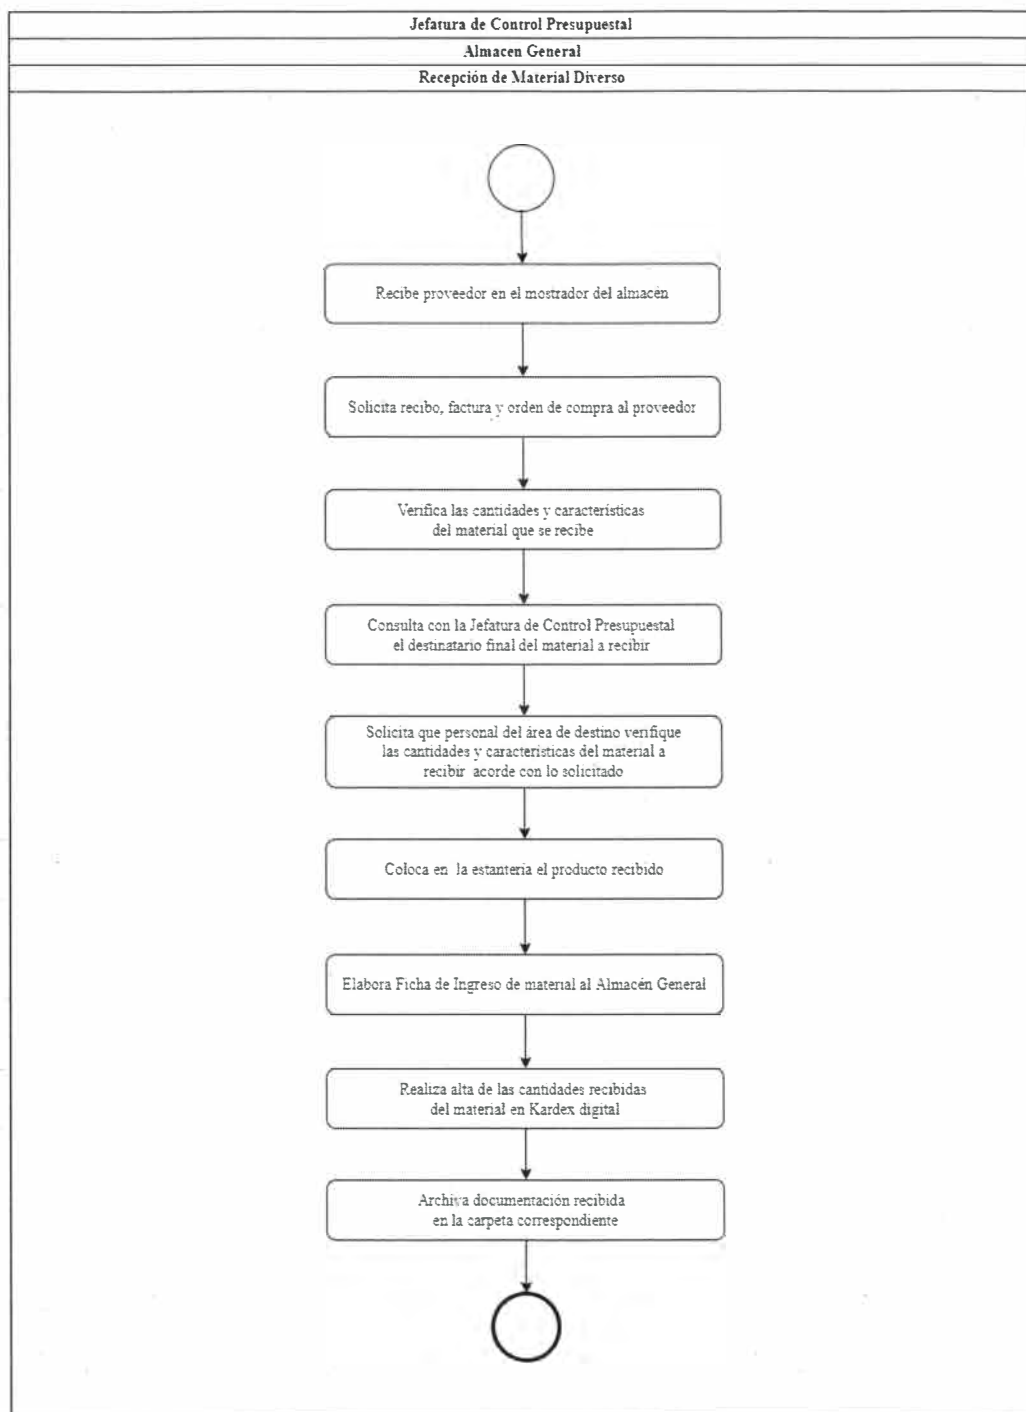 Jefatura de Control Presupuestal
Almacen General
Recepción de Material Diverso
Recibe proveedor en el mostrador del almacén
Solicita recibo, factura y orden de compra al proveedor
Verifica las cantidades y características
del material que se recibe
Consulta con la Jefatura de Control Presupuestal
el destinatario final del material a recibir
Solicita que personal del área de destino verifique
las cantidades y características del material a
recibir acorde con lo solicitado
Coloca en la estantería el producto recibido
Elabora Ficha de Ingreso de material al Almacén General
Realiza alta de las cantidades recibidas
del material en Kardex digital
Archiva documentación recibida
en la carpeta correspondiente